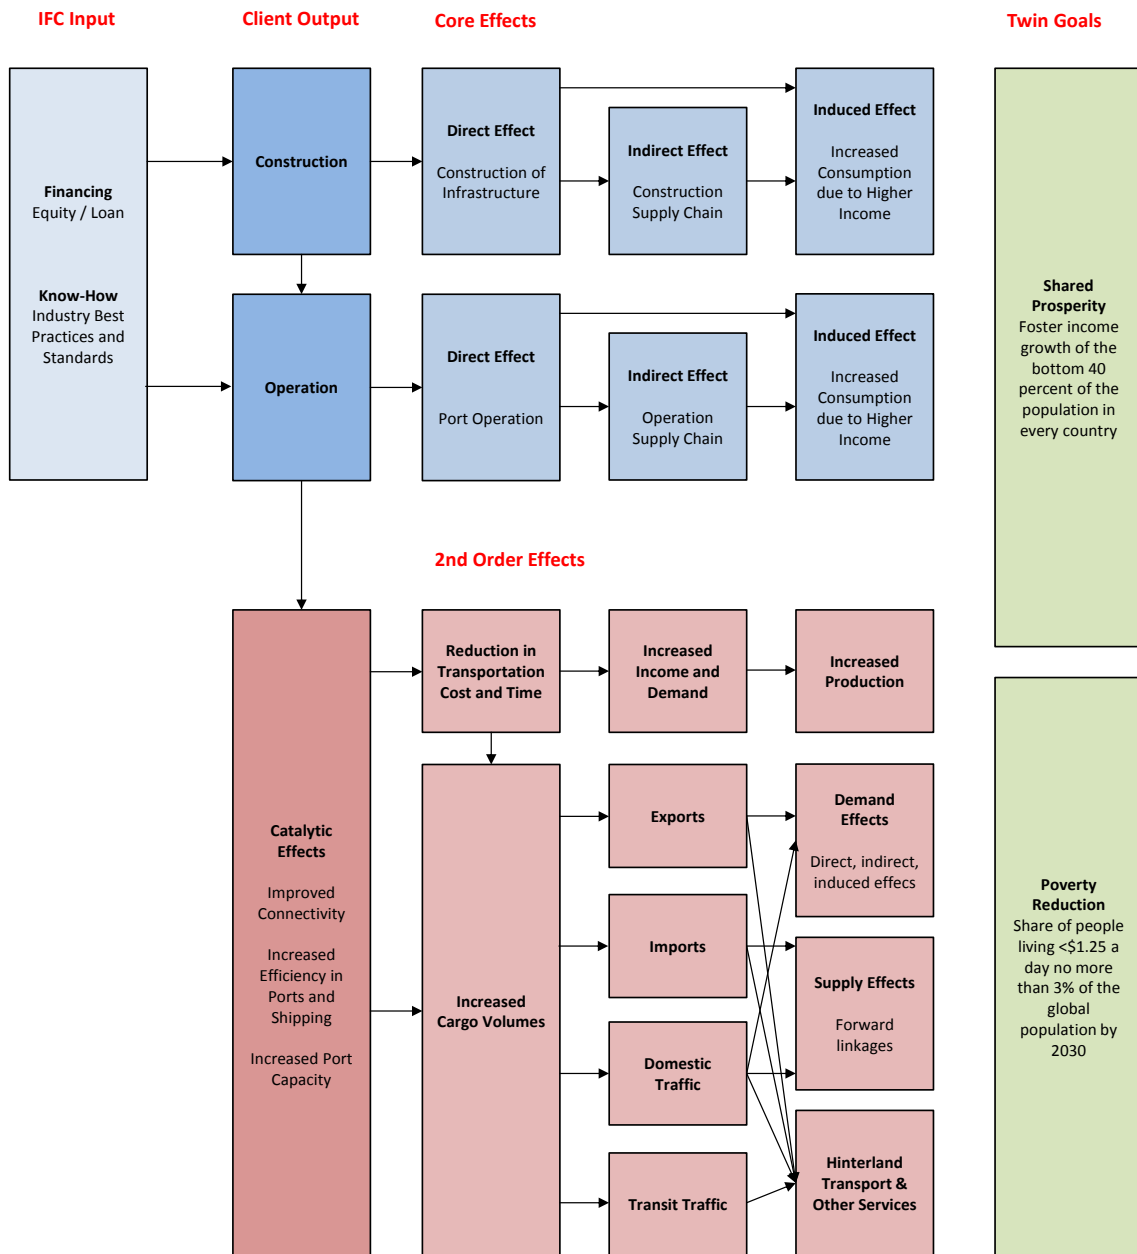 IFC Input
Client Output
Core Effects
Twin Goals
Financing
Equity / Loan
Know-How
Industry Best
Practices and
Standards
Construction
Direct Effect
Construction of
Infrastructure
Indirect Effect
Construction
Supply Chain
Induced Effect
Increased
Consumption
due to Higher
Income
Operation
Direct Effect
Port Operation
Indirect Effect
Operation
Supply Chain
Induced Effect
Increased
Consumption
due to Higher
Income
Shared
Prosperity
Foster income
growth of the
bottom 40
percent of the
population in
every country
2nd Order Effects
Catalytic
Effects
Improved
Connectivity
Increased
Efficiency in
Ports and
Shipping
Increased Port
Capacity
Reduction in
Transportation
Cost and Time
Increased
Income and
Demand
Increased
Production
Increased
Cargo Volumes
Exports
Imports
Domestic
Traffic
Transit Traffic
Demand
Effects
Direct, indirect,
induced effecs
Supply Effects
Forward
linkages
Hinterland
Transport &
Other Services
Poverty
Reduction
Share of people
living <$1.25 a
day no more
than 3% of the
global
population by
2030